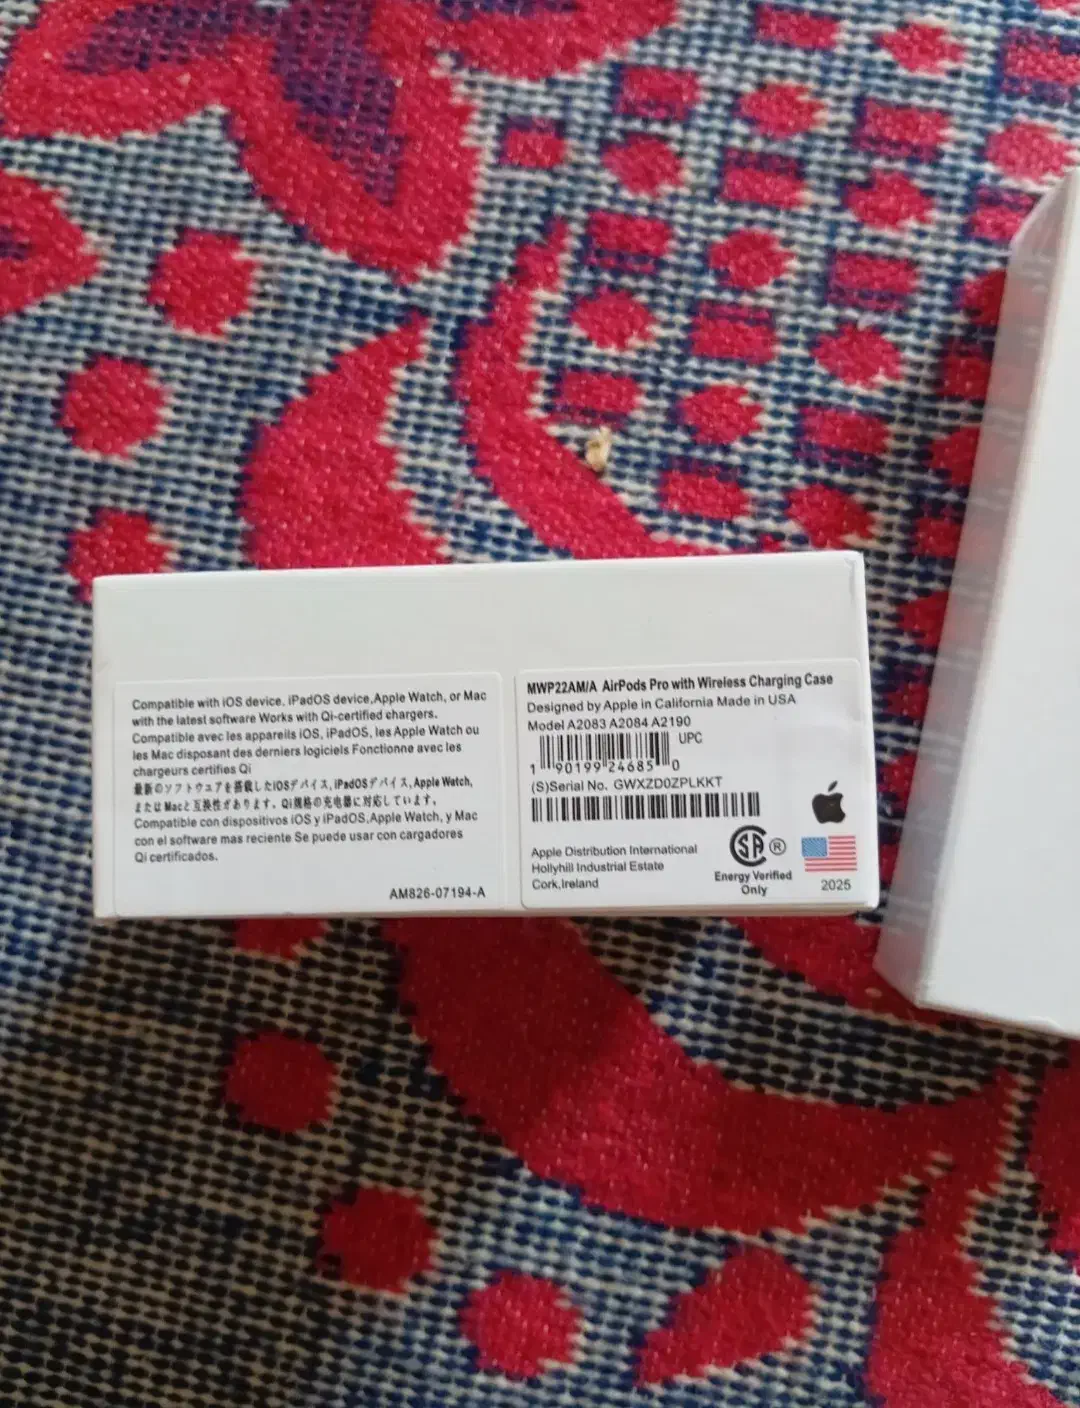 Compatible with iOS device, iPadOS device,Apple Watch, or Mac
with the latest software Works with Qi-certified chargers.
Compatible avec les appareils iOS, iPadOS, les Apple Watch ou
les Mac disposant des derniers logiciels Fonctionne avec les
chargeurs certifies Qi
最新のソフトウェアを搭載したiOSデバイス,iPadOSデバイス,Apple Watch,
またはMacと互換性があります。Qi規格の充電器に対応しています。
Compatible con dispositivos iOS y iPadOS,Apple Watch, y Mac
con el software mas reciente Se puede usar con cargadores
Qi certificados.
AM826-07194-A
MWP22AM/A AirPods Pro with Wireless Charging Case
Designed by Apple in California Made in USA
Model A2083 A2084 A2190
UPC
1 90199 24685 0
(S)Serial No. GWXZD0ZPLKKT
Apple Distribution International
Hollyhill Industrial Estate
Cork,Ireland
SA ®
Energy Verified
Only
2025